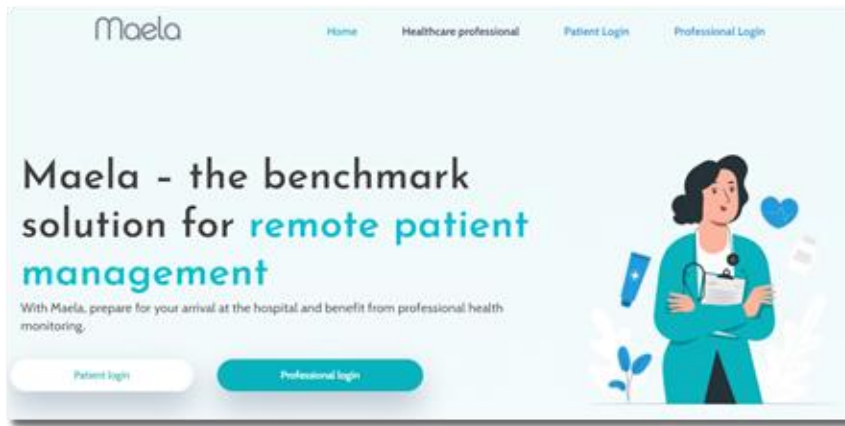 Maela
Home
Healthcare professional
Patient Login
Professional Login
Maela – the benchmark
solution for remote patient
management
With Maela, prepare for your arrival at the hospital and benefit from professional health
monitoring.
Patient login
Professional login